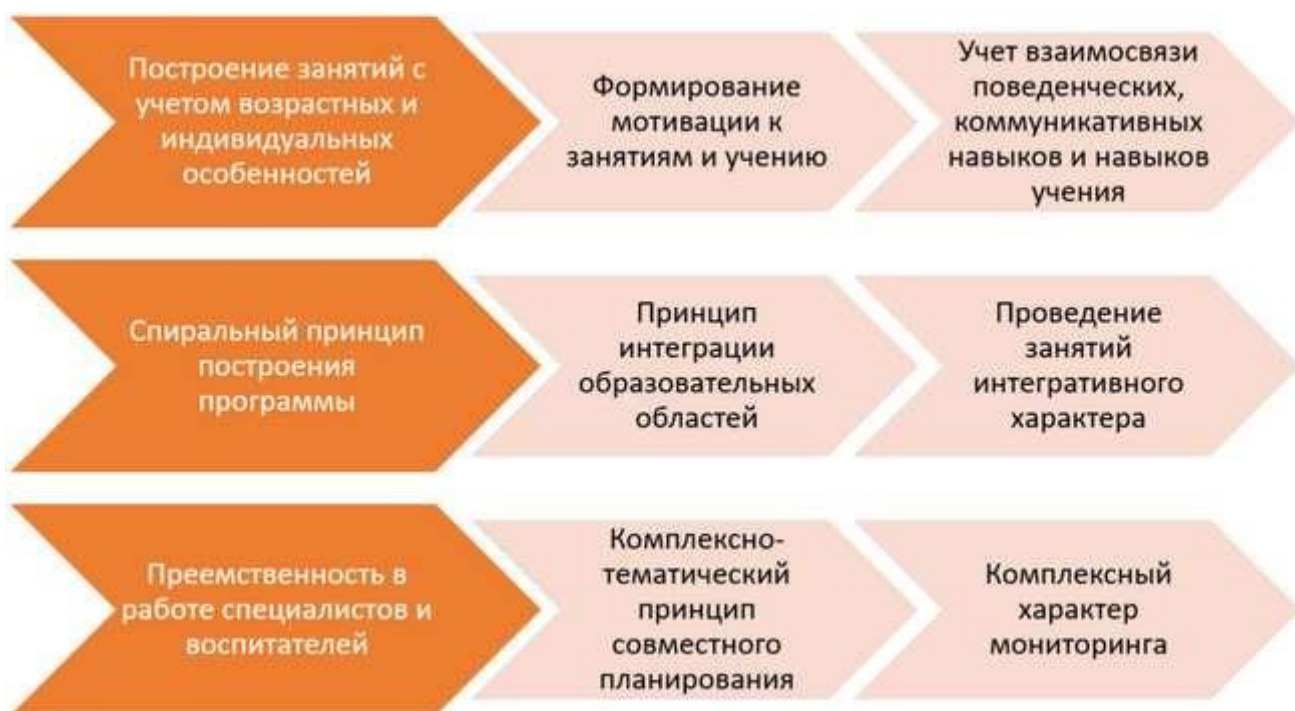 Построение занятий с
учетом возрастных и
индивидуальных
особенностей
Формирование
мотивации к
занятиям и учению
Учет взаимосвязи
поведенческих,
коммуникативных
навыков и навыков
учения
Спиральный принцип
построения
программы
Принцип
интеграции
образовательных
областей
Проведение
занятий
интегративного
характера
Преемственность в
работе специалистов и
воспитателей
Комплексно-
тематический
принцип
совместного
планирования
Комплексный
характер
мониторинга